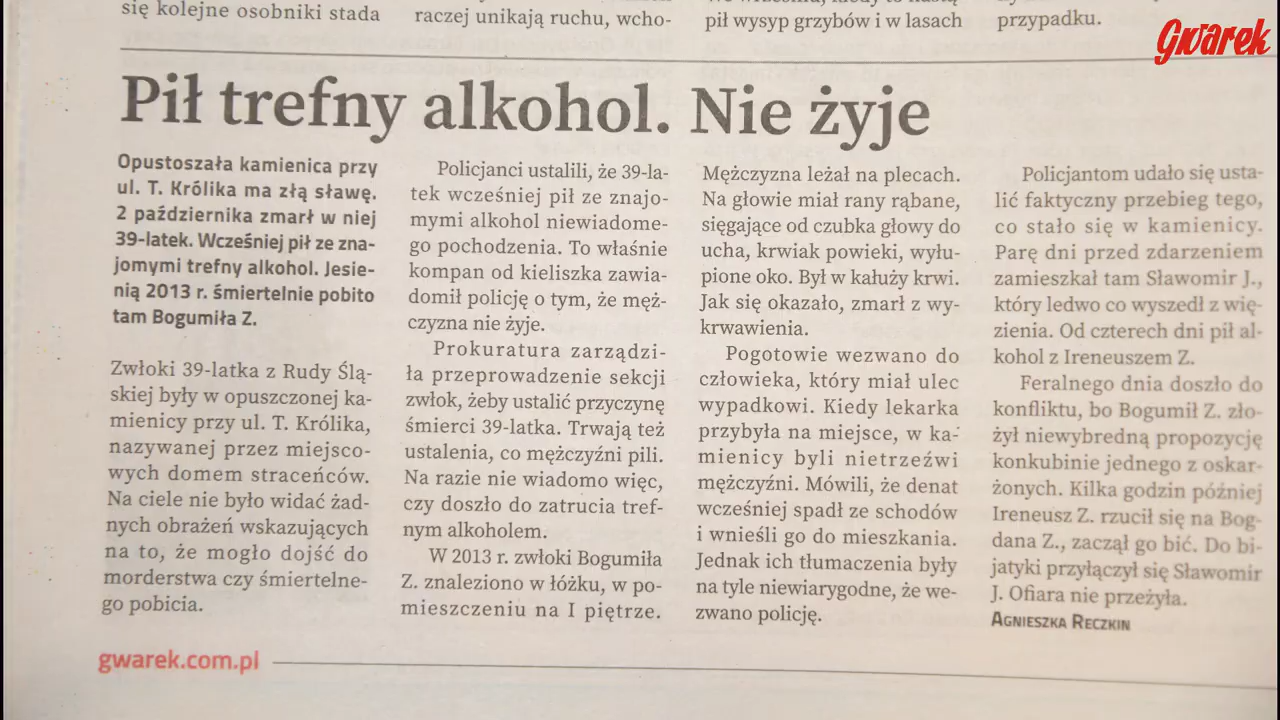 się kolejne osobniki stada
raczej unikają ruchu, wcho-
pił wysyp grzybów i w lasach
przypadku.
Gwarek
Pił trefny alkohol. Nie żyje
Opustoszała kamienica przy
ul. T. Królika ma złą sławę.
2 października zmarł w niej
39-latek. Wcześniej pił ze zna-
jomymi trefny alkohol. Jesie-
nią 2013 r. śmiertelnie pobito
tam Bogumiła Z.
Zwłoki 39-latka z Rudy Ślą-
skiej były w opuszczonej ka-
mienicy przy ul. T. Królika,
nazywanej przez miejsco-
wych domem straceńców.
Na ciele nie było widać żad-
nych obrażeń wskazujących
na to, że mogło dojść do
morderstwa czy śmiertelne-
go pobicia.
Policjanci ustalili, że 39-la-
tek wcześniej pił ze znajo-
mymi alkohol niewiadome-
go pochodzenia. To właśnie
kompan od kieliszka zawia-
domił policję o tym, że męż-
czyzna nie żyje.
Prokuratura zarządzi-
ła przeprowadzenie sekcji
zwłok, żeby ustalić przyczynę
śmierci 39-latka. Trwają też
ustalenia, co mężczyźni pili.
Na razie nie wiadomo więc,
czy doszło do zatrucia tref-
nym alkoholem.
W 2013 r. zwłoki Bogumiła
Z. znaleziono w łóżku, w po-
mieszczeniu na I piętrze.
Mężczyzna leżał na plecach.
Na głowie miał rany rąbane,
sięgające od czubka głowy do
ucha, krwiak powieki, wyłu-
pione oko. Był w kałuży krwi.
Jak się okazało, zmarł z wy-
krwawienia.
Pogotowie wezwano do
człowieka, który miał ulec
wypadkowi. Kiedy lekarka
przybyła na miejsce, w ka-
mienicy byli nietrzeźwi
mężczyźni. Mówili, że denat
wcześniej spadł ze schodów
i wnieśli go do mieszkania.
Jednak ich tłumaczenia były
na tyle niewiarygodne, że we-
zwano policję.
Policjantom udało się usta-
lić faktyczny przebieg tego,
co stało się w kamienicy.
Parę dni przed zdarzeniem
zamieszkał tam Sławomir J.,
który ledwo co wyszedł z wię-
zienia. Od czterech dni pił al-
kohol z Ireneuszem Z.
Feralnego dnia doszło do
konfliktu, bo Bogumił Z. zło-
żył niewybredną propozycję
konkubinie jednego z oskar-
żonych. Kilka godzin później
Ireneusz Z. rzucił się na Bog-
dana Z., zaczął go bić. Do bi-
jatyki przyłączył się Sławomir
J. Ofiara nie przeżyła.
Agnieszka Reczkin
gwarek.com.pl